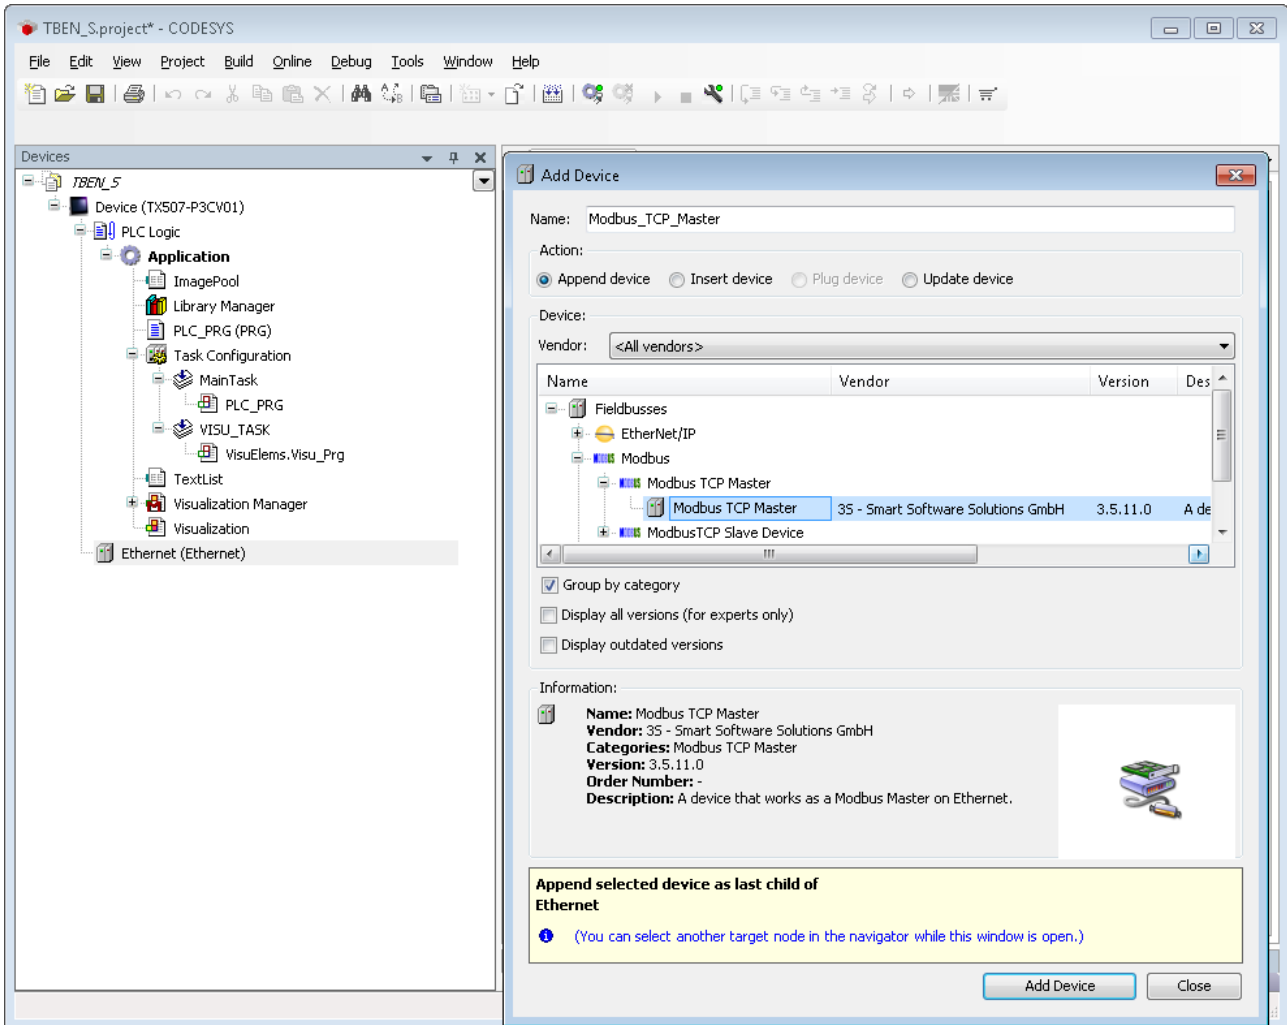 TBEN_S.project* - CODESYS
File Edit View Project Build Online Debug Tools Window Help
Devices
TBEN_S
Device (TX507-P3CV01)
PLC Logic
Application
ImagePool
Library Manager
PLC_PRG (PRG)
Task Configuration
MainTask
PLC_PRG
VISU_TASK
VisuElems.Visu_Prg
TextList
Visualization Manager
Visualization
Ethernet (Ethernet)
Add Device
Name: Modbus_TCP_Master
Action:
Append device Insert device Plug device Update device
Device:
Vendor: <All vendors>
Name Vendor Version Des
Fieldbusses
EtherNet/IP
Modbus
Modbus TCP Master
Modbus TCP Master 3S - Smart Software Solutions GmbH 3.5.11.0 A de
ModbusTCP Slave Device
Group by category
Display all versions (for experts only)
Display outdated versions
Information:
Name: Modbus TCP Master
Vendor: 3S - Smart Software Solutions GmbH
Categories: Modbus TCP Master
Version: 3.5.11.0
Order Number: -
Description: A device that works as a Modbus Master on Ethernet.
Append selected device as last child of
Ethernet
(You can select another target node in the navigator while this window is open.)
Add Device Close